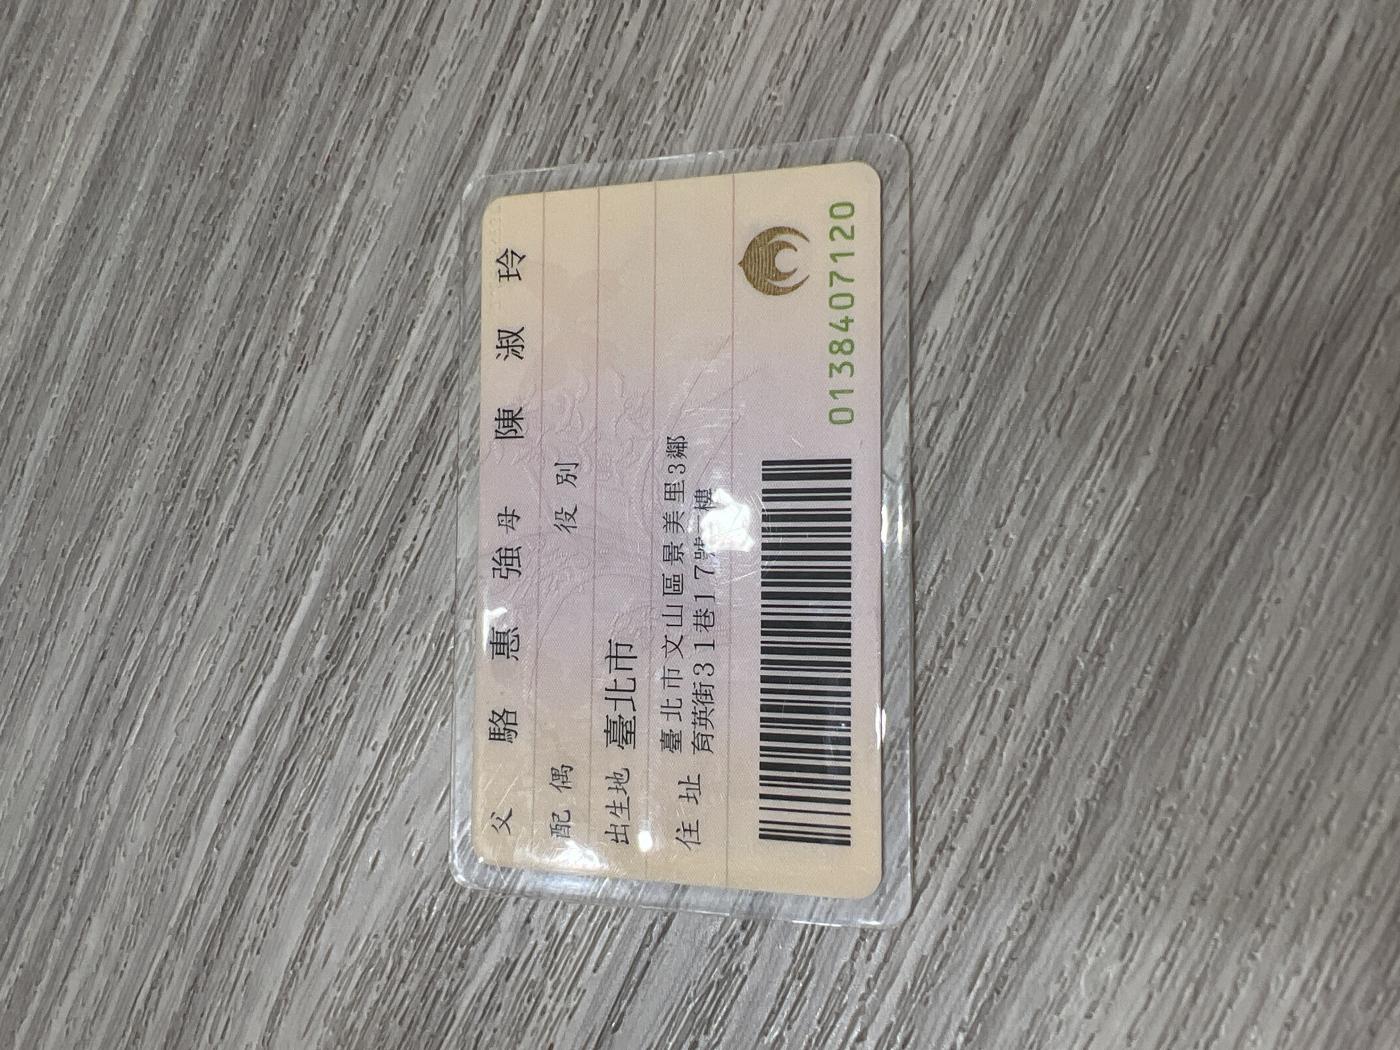 父 駱惠強 母 陳淑玲
配偶 役別
出生地 臺北市
住址 臺北市文山區景美里3鄰
育英街31巷17號 樓
0138407120